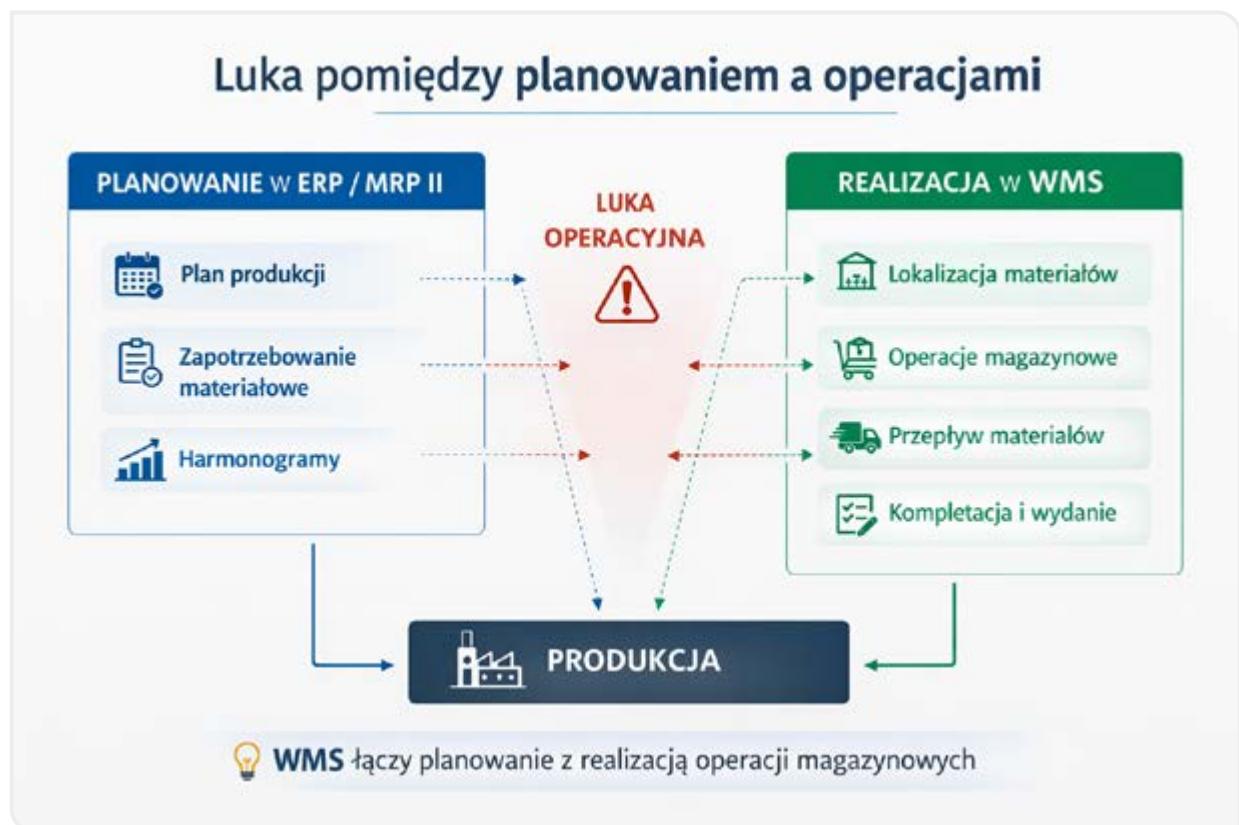 Luka pomiędzy planowaniem a operacjami
PLANOWANIE W ERP / MRP II
Plan produkcji
Zapotrzebowanie
materiałowe
Harmonogramy
LUKA
OPERACYJNA
REALIZACJA W WMS
Lokalizacja materiałów
Operacje magazynowe
Przepływ materiałów
Kompletacja i wydanie
PRODUKCJA
WMS łączy planowanie z realizacją operacji magazynowych